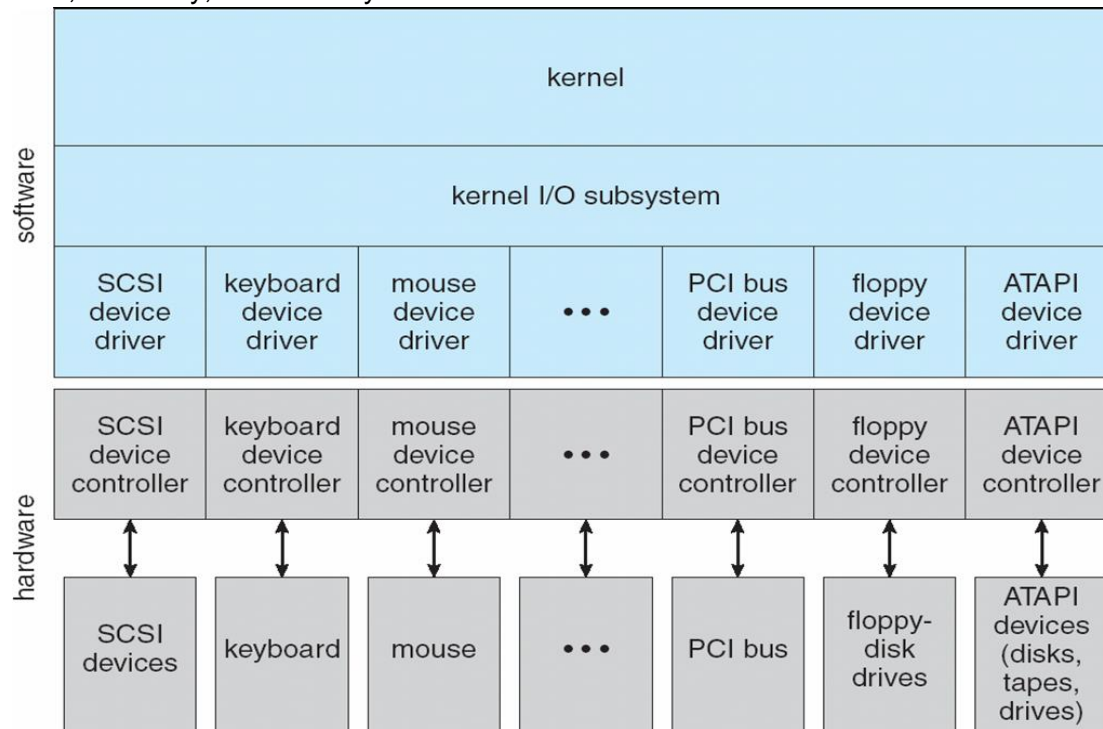 kernel
kernel I/O subsystem
SCSI
device
driver
keyboard
device
driver
mouse
device
driver
•••
PCI bus
device
driver
floppy
device
driver
ATAPI
device
driver
software
SCSI
device
controller
keyboard
device
controller
mouse
device
controller
•••
PCI bus
device
controller
floppy
device
controller
ATAPI
device
controller
hardware
SCSI
devices
keyboard
mouse
•••
PCI bus
floppy-
disk
drives
ATAPI
devices
(disks,
tapes,
drives)